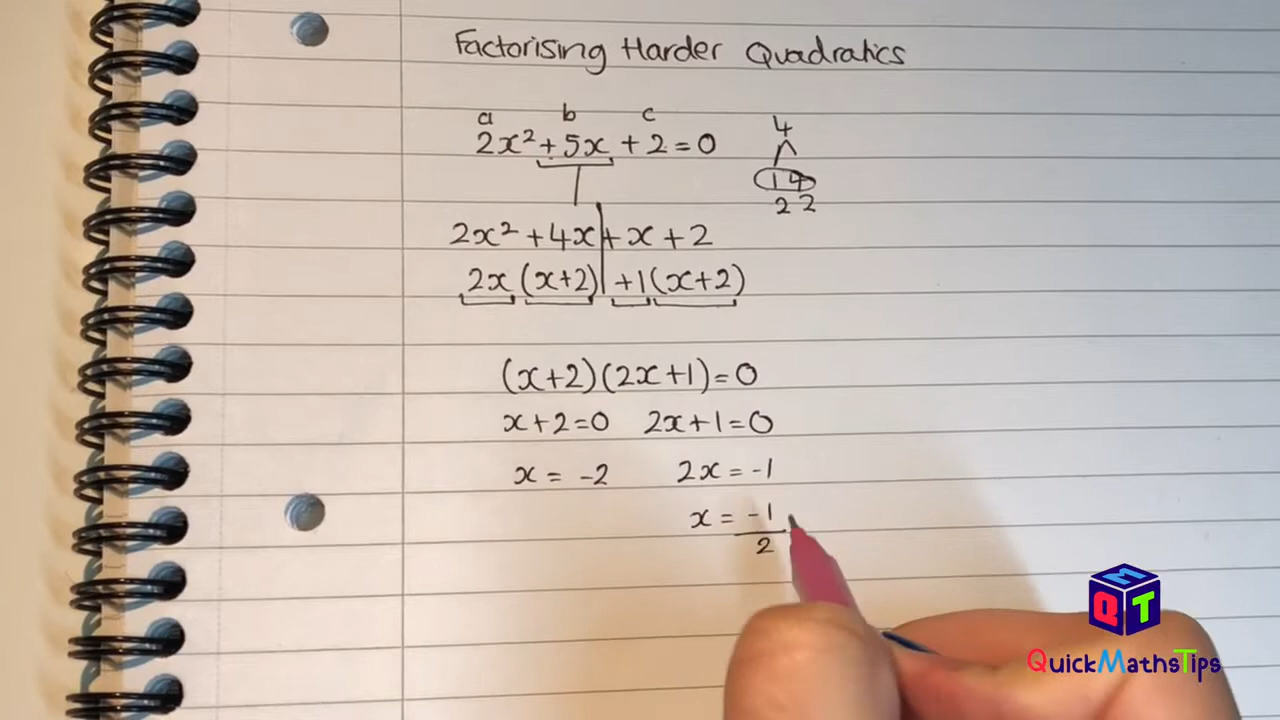 Factorising Harder Quadratics
a b c
2x² + 5x + 2 = 0
4
1 4
2 2
2x² + 4x + x + 2
2x (x+2) +1 (x+2)
(x+2)(2x+1) = 0
x+2=0 2x+1=0
x = -2 2x = -1
x = -1
2
M
Q T
QuickMathsTips